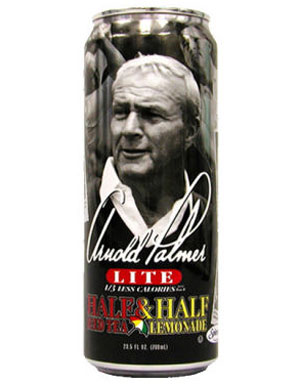 Arnold Palmer
LITE
1/3 LESS CALORIES
HALF & HALF
ICED TEA LEMONADE
23.5 FL OZ.